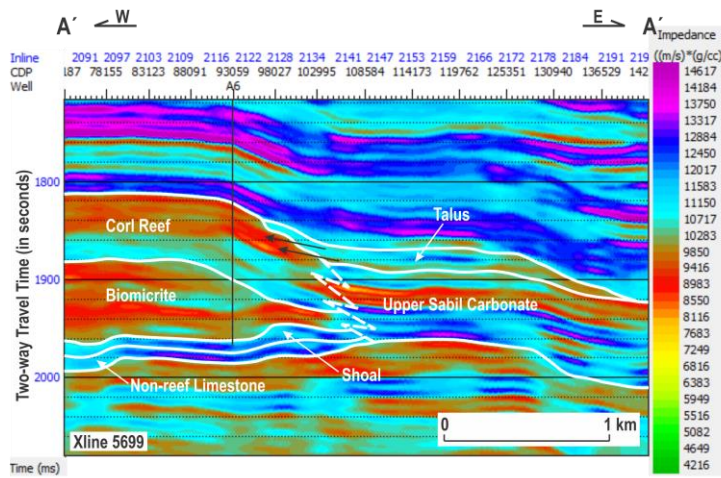 A´ W E A´
Impedance
((m/s)*(g/cc)
Inline 2091 2097 2103 2109 2116 2122 2128 2134 2141 2147 2153 2159 2166 2172 2178 2184 2191 219
CDP 187 78155 83123 88091 93059 98027 102995 108584 114173 119762 125351 130940 136529 142
Well A6
14617
14184
13750
13317
12884
12450
12017
11583
11150
10717
10283
9850
9416
8983
8550
8116
7683
7250
6816
6383
5949
5516
5082
4649
4216
Two-way Travel Time (in seconds)
1800
1900
2000
Talus
Corl Reef
Biomicrite
Upper Sabil Carbonate
Shoal
Non-reef Limestone
0 1 km
Xline 5699
Time (ms)